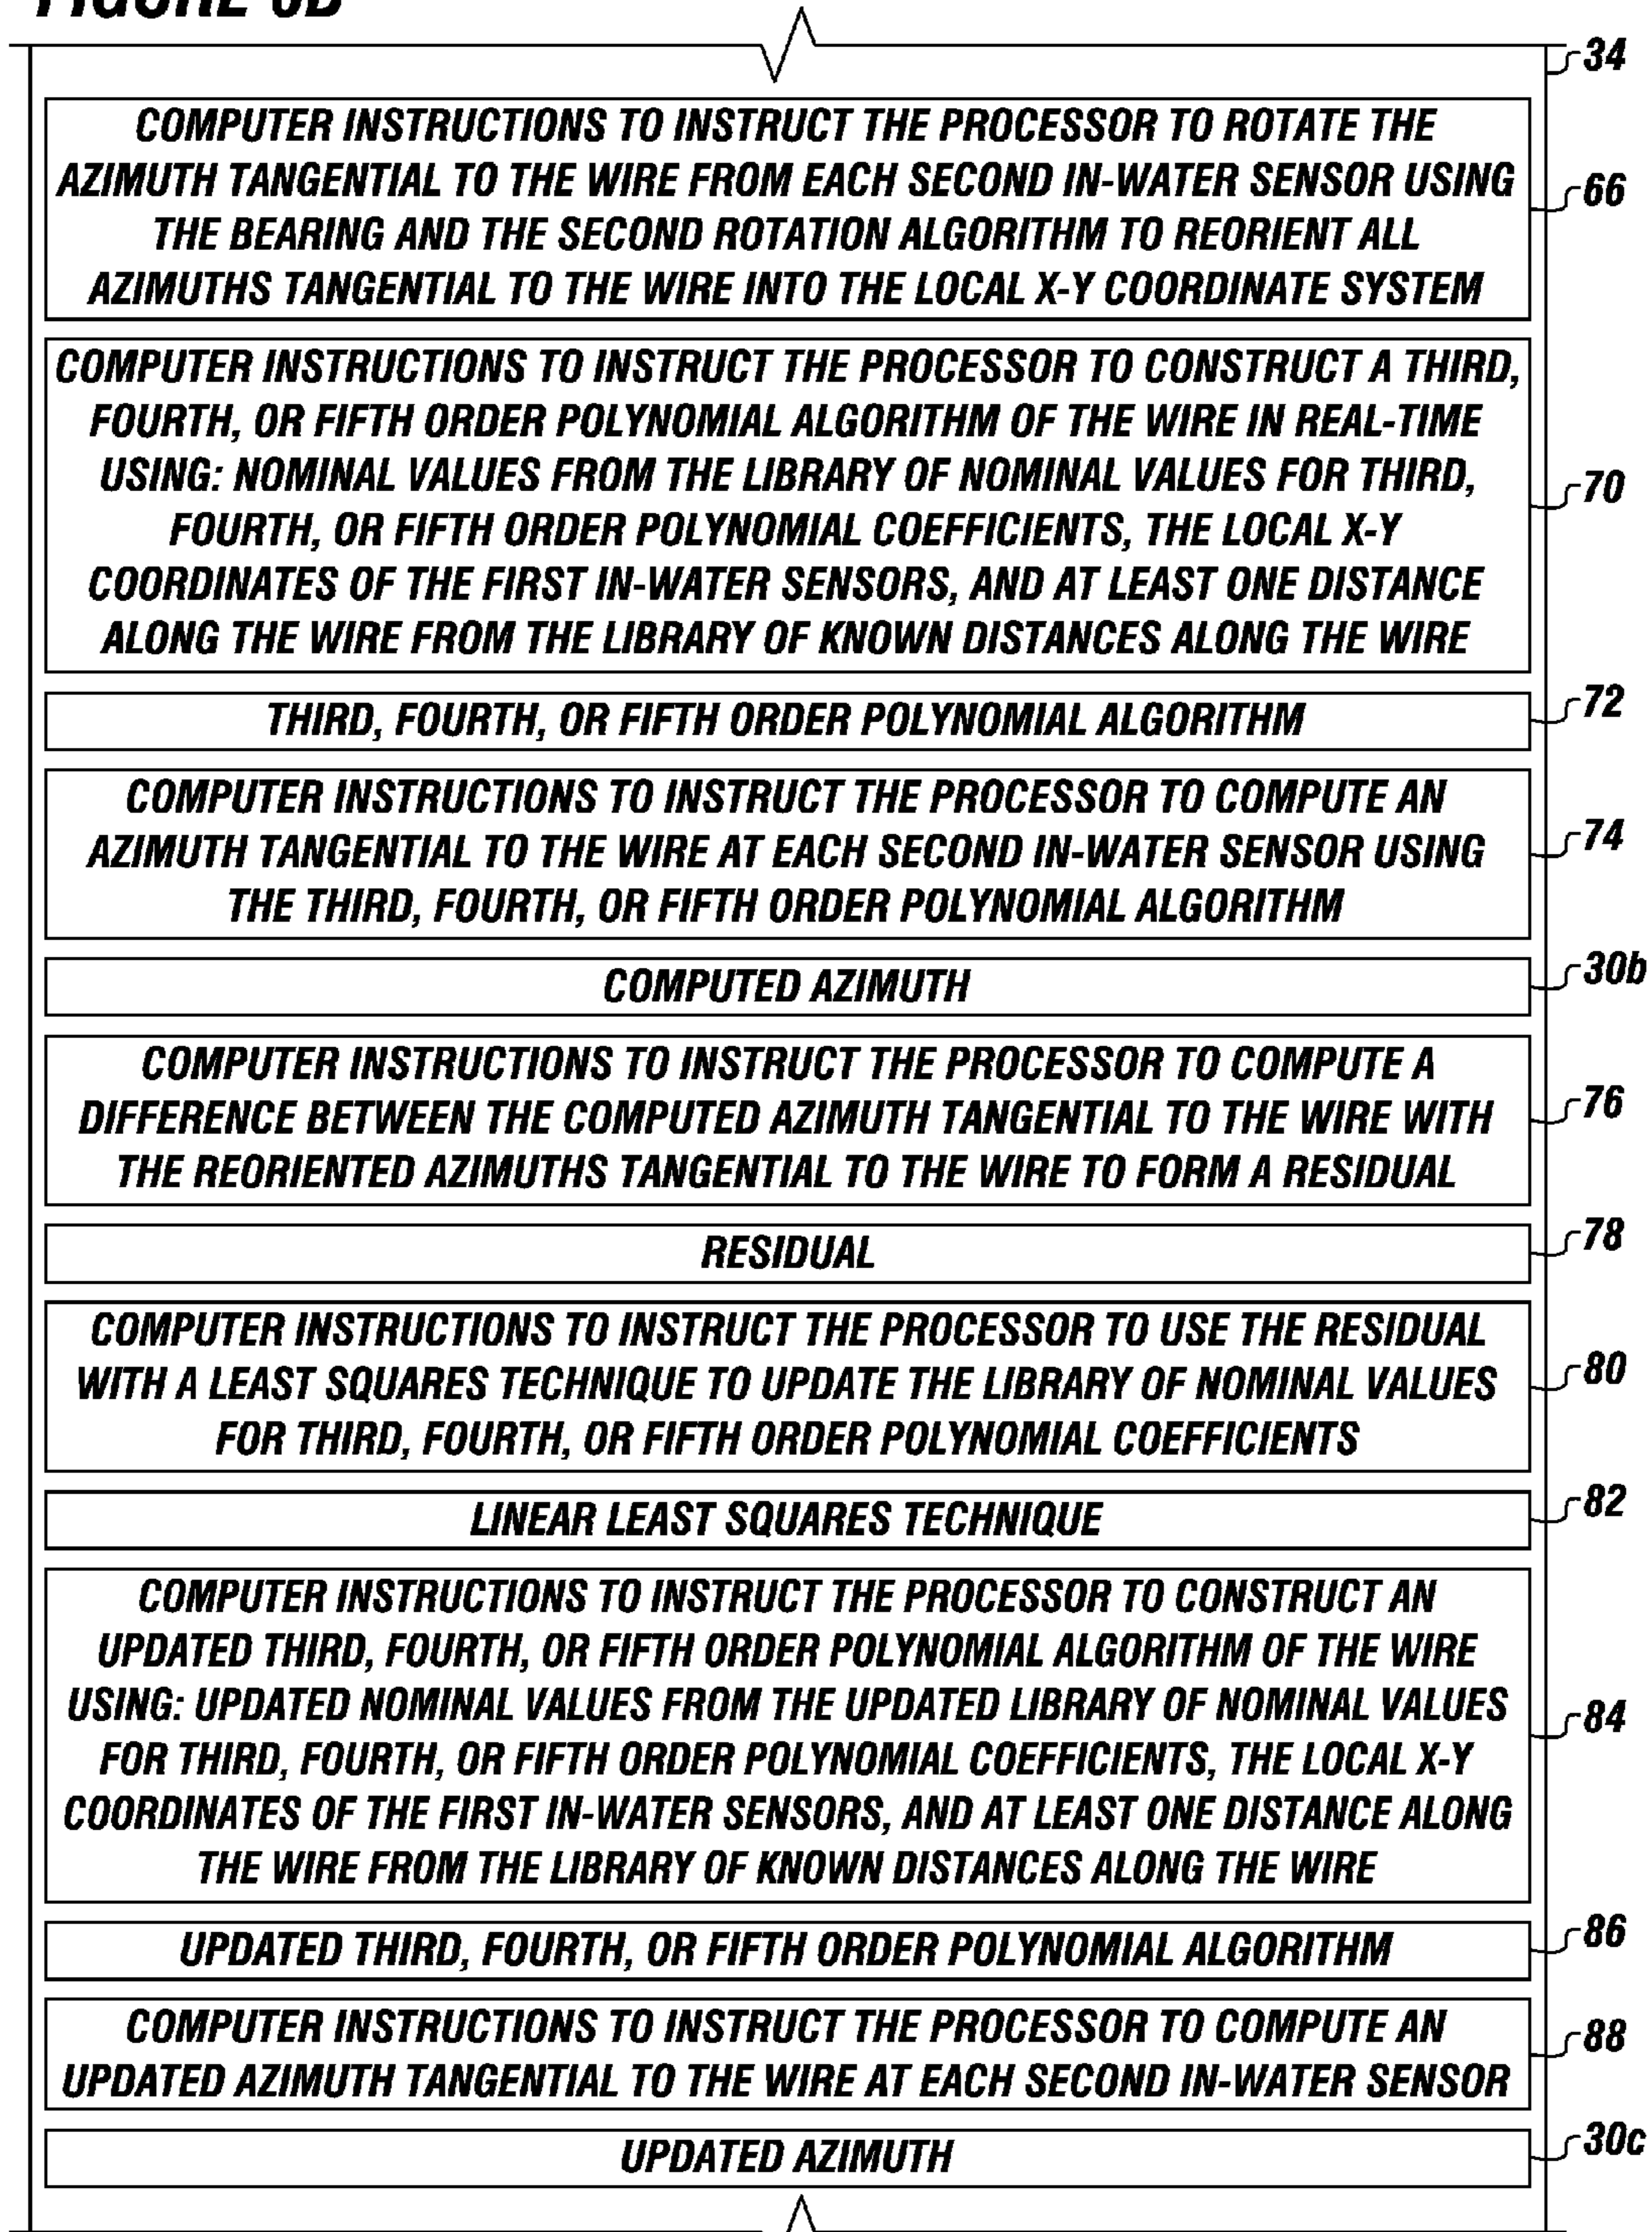 FIGURE
34
COMPUTER INSTRUCTIONS TO INSTRUCT THE PROCESSOR TO ROTATE THE
AZIMUTH TANGENTIAL TO THE WIRE FROM EACH SECOND IN-WATER SENSOR USING
THE BEARING AND THE SECOND ROTATION ALGORITHM TO REORIENT ALL
AZIMUTHS TANGENTIAL TO THE WIRE INTO THE LOCAL X-Y COORDINATE SYSTEM
66
COMPUTER INSTRUCTIONS TO INSTRUCT THE PROCESSOR TO CONSTRUCT A THIRD,
FOURTH, OR FIFTH ORDER POLYNOMIAL ALGORITHM OF THE WIRE IN REAL-TIME
USING: NOMINAL VALUES FROM THE LIBRARY OF NOMINAL VALUES FOR THIRD,
FOURTH, OR FIFTH ORDER POLYNOMIAL COEFFICIENTS, THE LOCAL X-Y
COORDINATES OF THE FIRST IN-WATER SENSORS, AND AT LEAST ONE DISTANCE
ALONG THE WIRE FROM THE LIBRARY OF KNOWN DISTANCES ALONG THE WIRE
70
THIRD, FOURTH, OR FIFTH ORDER POLYNOMIAL ALGORITHM
72
COMPUTER INSTRUCTIONS TO INSTRUCT THE PROCESSOR TO COMPUTE AN
AZIMUTH TANGENTIAL TO THE WIRE AT EACH SECOND IN-WATER SENSOR USING
THE THIRD, FOURTH, OR FIFTH ORDER POLYNOMIAL ALGORITHM
74
COMPUTED AZIMUTH
30b
COMPUTER INSTRUCTIONS TO INSTRUCT THE PROCESSOR TO COMPUTE A
DIFFERENCE BETWEEN THE COMPUTED AZIMUTH TANGENTIAL TO THE WIRE WITH
THE REORIENTED AZIMUTHS TANGENTIAL TO THE WIRE TO FORM A RESIDUAL
76
RESIDUAL
78
COMPUTER INSTRUCTIONS TO INSTRUCT THE PROCESSOR TO USE THE RESIDUAL
WITH A LEAST SQUARES TECHNIQUE TO UPDATE THE LIBRARY OF NOMINAL VALUES
FOR THIRD, FOURTH, OR FIFTH ORDER POLYNOMIAL COEFFICIENTS
80
LINEAR LEAST SQUARES TECHNIQUE
82
COMPUTER INSTRUCTIONS TO INSTRUCT THE PROCESSOR TO CONSTRUCT AN
UPDATED THIRD, FOURTH, OR FIFTH ORDER POLYNOMIAL ALGORITHM OF THE WIRE
USING: UPDATED NOMINAL VALUES FROM THE UPDATED LIBRARY OF NOMINAL VALUES
FOR THIRD, FOURTH, OR FIFTH ORDER POLYNOMIAL COEFFICIENTS, THE LOCAL X-Y
COORDINATES OF THE FIRST IN-WATER SENSORS, AND AT LEAST ONE DISTANCE ALONG
THE WIRE FROM THE LIBRARY OF KNOWN DISTANCES ALONG THE WIRE
84
UPDATED THIRD, FOURTH, OR FIFTH ORDER POLYNOMIAL ALGORITHM
86
COMPUTER INSTRUCTIONS TO INSTRUCT THE PROCESSOR TO COMPUTE AN
UPDATED AZIMUTH TANGENTIAL TO THE WIRE AT EACH SECOND IN-WATER SENSOR
88
UPDATED AZIMUTH
30c